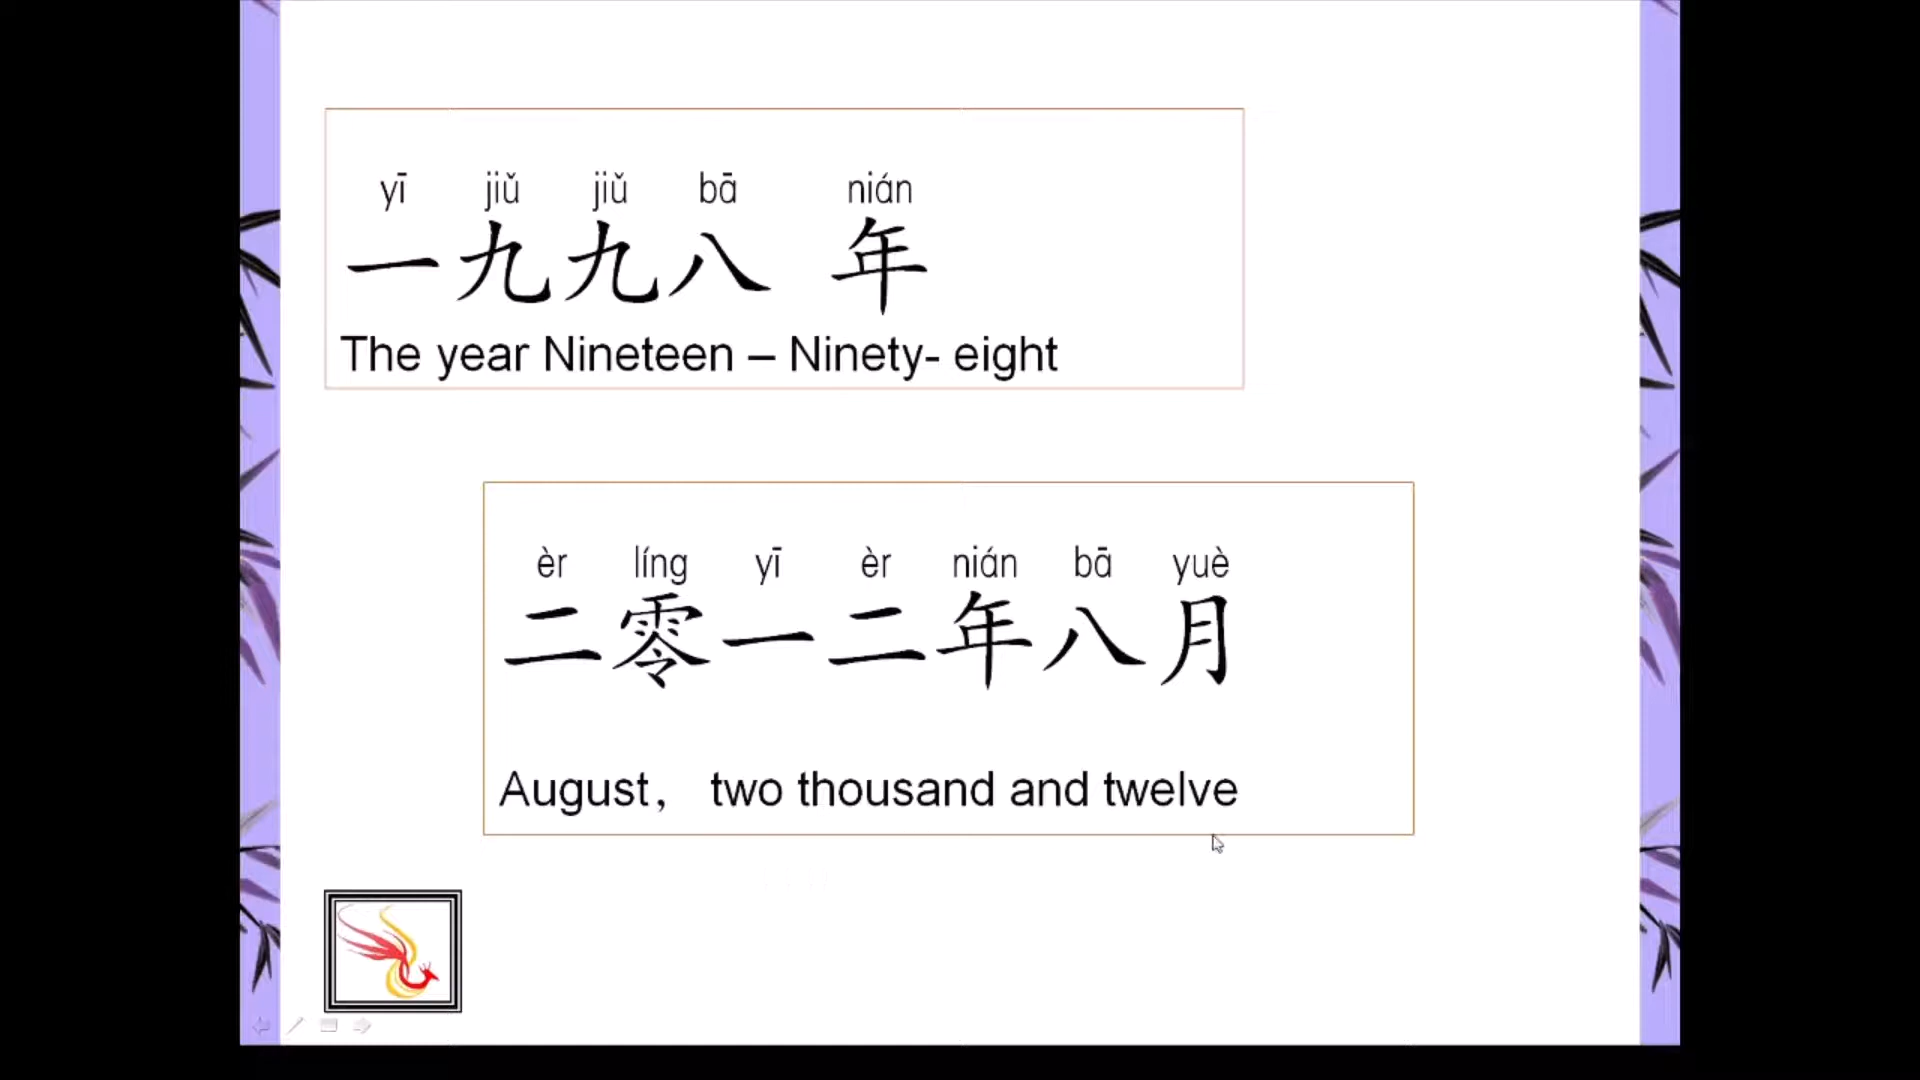 yī jiǔ jiǔ bā nián
一九九八 年
The year Nineteen – Ninety- eight
èr líng yī èr nián bā yuè
二零一二年八月
August， two thousand and twelve